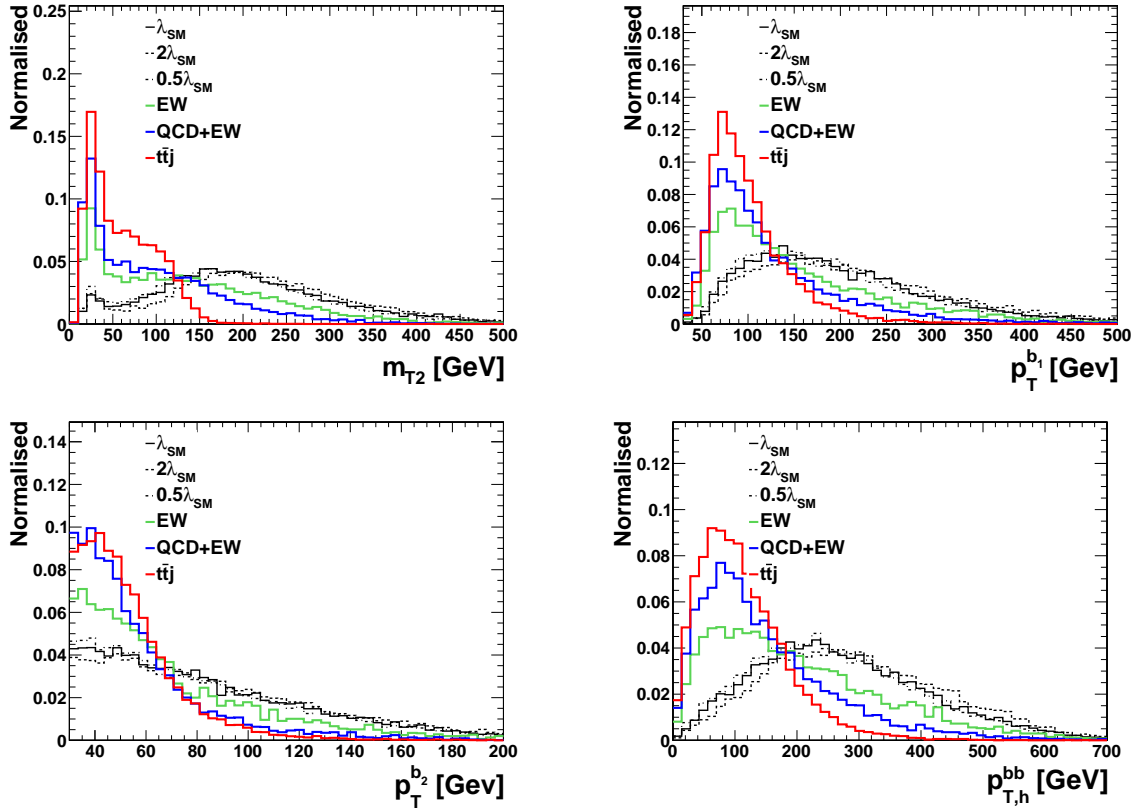 Normalised
0.25
0.2
0.15
0.1
0.05
0
λSM
2λSM
0.5λSM
EW
QCD+EW
tt̄j
0 50 100 150 200 250 300 350 400 450 500
mT2 [GeV]
Normalised
0.18
0.16
0.14
0.12
0.1
0.08
0.06
0.04
0.02
0
λSM
2λSM
0.5λSM
EW
QCD+EW
tt̄j
50 100 150 200 250 300 350 400 450 500
pT^b1 [Gev]
Normalised
0.14
0.12
0.1
0.08
0.06
0.04
0.02
0
λSM
2λSM
0.5λSM
EW
QCD+EW
tt̄j
40 60 80 100 120 140 160 180 200
pT^b2 [Gev]
Normalised
0.12
0.1
0.08
0.06
0.04
0.02
0
λSM
2λSM
0.5λSM
EW
QCD+EW
tt̄j
0 100 200 300 400 500 600 700
pT,h^bb [GeV]